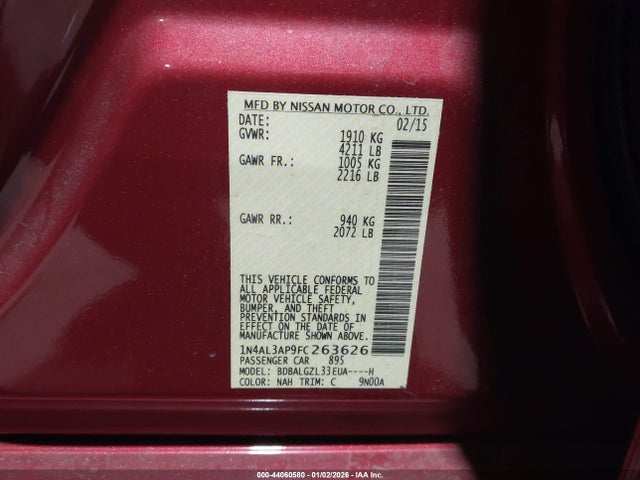 MFD BY NISSAN MOTOR CO., LTD.
DATE: 02/15
GVWR: 1910 KG
4211 LB
GAWR FR.: 1005 KG
2216 LB
GAWR RR.: 940 KG
2072 LB
THIS VEHICLE CONFORMS TO
ALL APPLICABLE FEDERAL
MOTOR VEHICLE SAFETY,
BUMPER, AND THEFT
PREVENTION STANDARDS
IN EFFECT ON THE DATE OF
MANUFACTURE SHOWN ABOVE.
1N4AL3AP9FC263626
PASSENGER CAR 895
MODEL: BDBALGZL33EUA----H
COLOR: NAH TRIM: C 9N00A
000-44060580 - 01/02/2026 - IAA Inc.